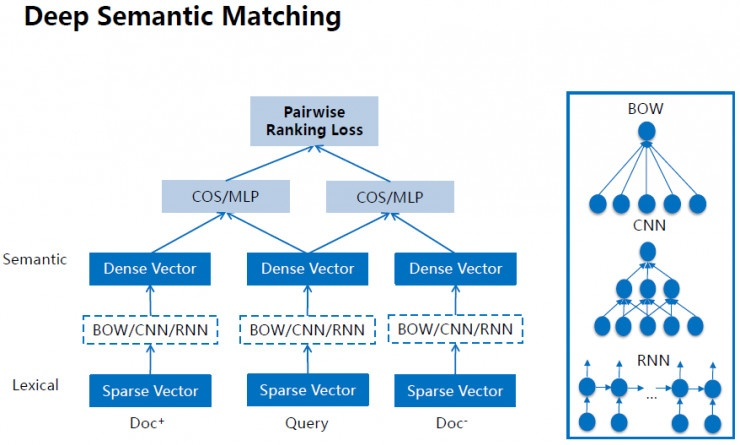 Deep Semantic Matching
Pairwise
Ranking Loss
COS/MLP
COS/MLP
Semantic
Dense Vector
Dense Vector
Dense Vector
BOW/CNN/RNN
BOW/CNN/RNN
BOW/CNN/RNN
Lexical
Sparse Vector
Sparse Vector
Sparse Vector
Doc⁺
Query
Doc⁻
BOW
CNN
RNN
...